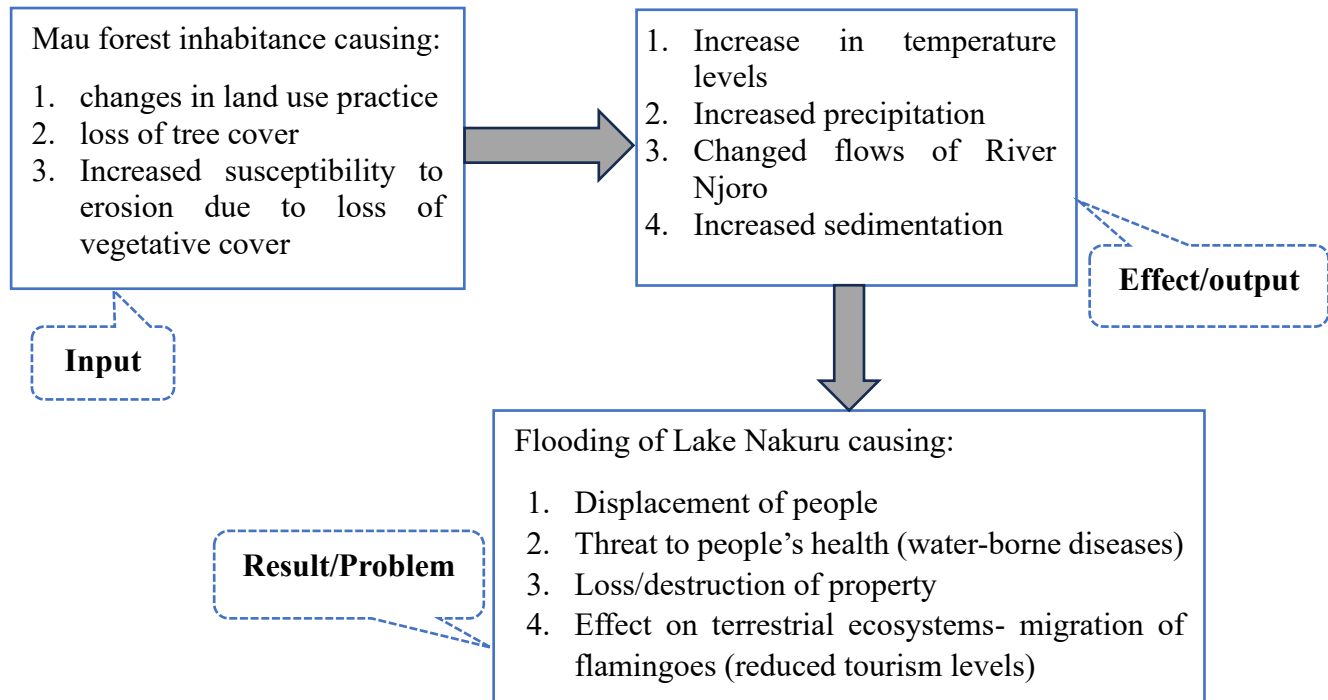 Mau forest inhabitance causing:
1. changes in land use practice
2. loss of tree cover
3. Increased susceptibility to
erosion due to loss of
vegetative cover
Input
1. Increase in temperature
levels
2. Increased precipitation
3. Changed flows of River
Njoro
4. Increased sedimentation
Effect/output
Flooding of Lake Nakuru causing:
1. Displacement of people
2. Threat to people’s health (water-borne diseases)
3. Loss/destruction of property
4. Effect on terrestrial ecosystems- migration of
flamingoes (reduced tourism levels)
Result/Problem